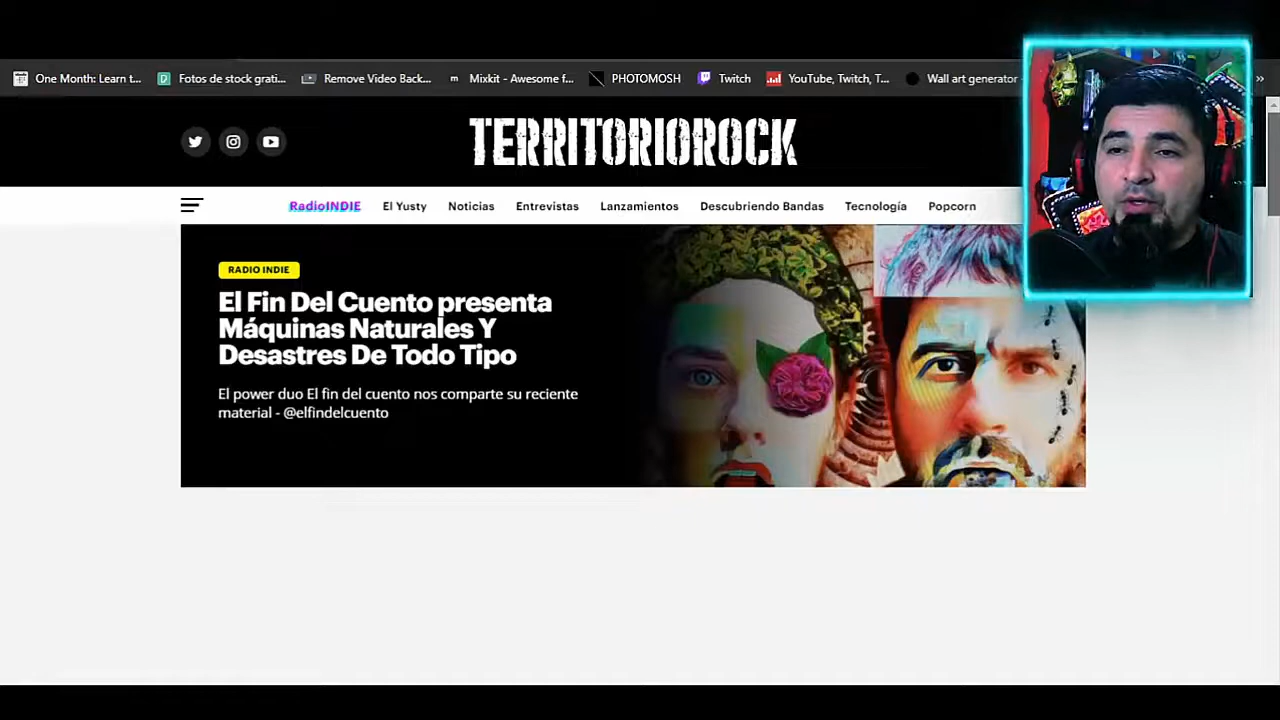 One Month: Learn t...
Fotos de stock grati...
Remove Video Back...
Mixkit - Awesome f...
PHOTOMOSH
Twitch
YouTube, Twitch, T...
Wall art generator
»
TERRITORIOROCK
RadioINDIE
El Yusty
Noticias
Entrevistas
Lanzamientos
Descubriendo Bandas
Tecnología
Popcorn
RADIO INDIE
El Fin Del Cuento presenta
Máquinas Naturales Y
Desastres De Todo Tipo
El power duo El fin del cuento nos comparte su reciente
material - @elfindelcuento